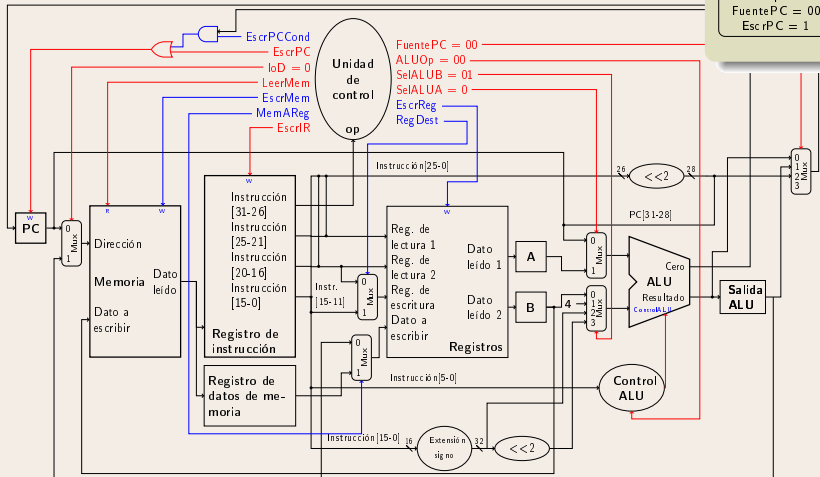 FuentePC = 00
EscrPC = 1
EscrPCCond
EscrPC
IoD = 0
LeerMem
EscrMem
MemAReg
EscrIR
Unidad
de
control
op
FuentePC = 00
ALUOp = 00
SelALUB = 01
SelALUA = 0
EscrReg
RegDest
Instrucción[25-0]
26
<<2
28
0
1
2
3
Mux
PC[31-28]
W
PC
0
Mux
1
R
W
Dirección
Memoria
Dato
leído
Dato a
escribir
W
Instrucción
[31-26]
Instrucción
[25-21]
Instrucción
[20-16]
Instrucción
[15-0]
Registro de
instrucción
Registro de
datos de me-
moria
Instr.
[15-11]
0
Mux
1
0
Mux
1
W
Reg. de
lectura 1
Reg. de
lectura 2
Reg. de
escritura
Dato a
escribir
Dato
leído 1
Dato
leído 2
Registros
A
B
4
0
Mux
1
0
1
2
3
Mux
Cero
ALU
Resultado
ControlALU
Salida
ALU
Instrucción[5-0]
Control
ALU
Instrucción[15-0]
16
Extensión
signo
32
<<2